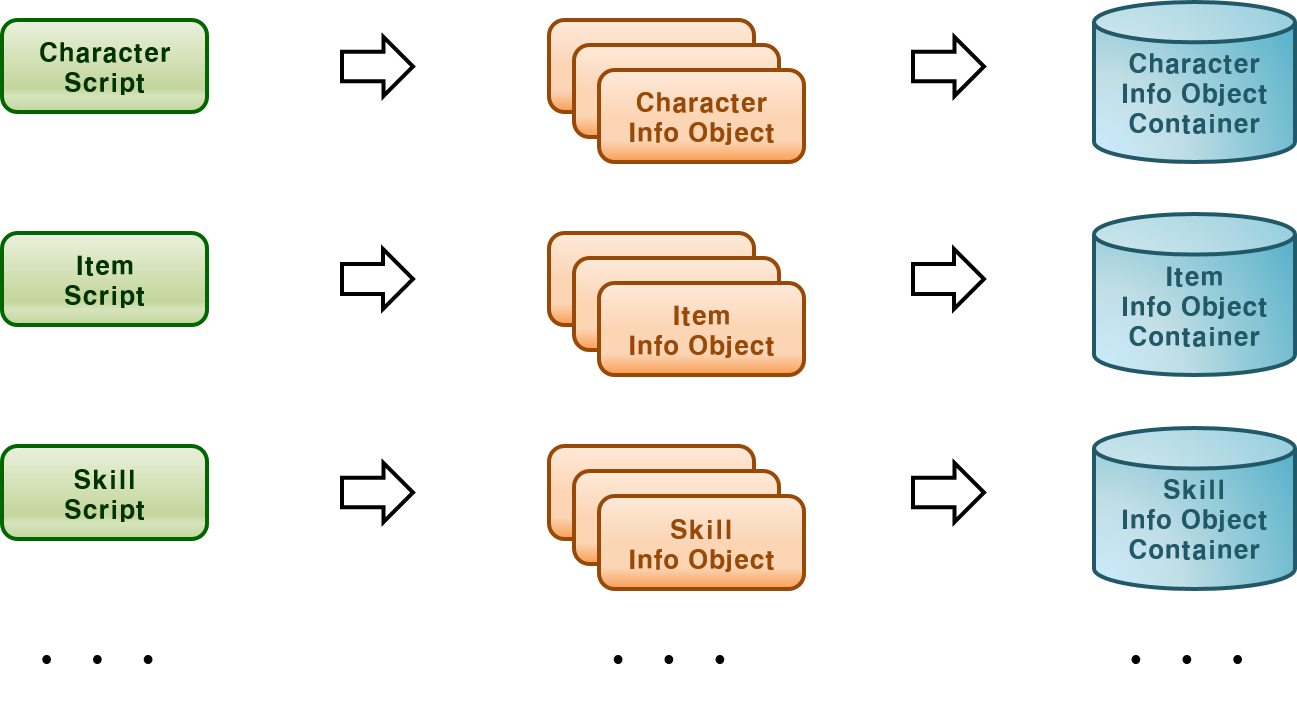 Character
Script
Character
Info Object
Character
Info Object
Container
Item
Script
Item
Info Object
Item
Info Object
Container
Skill
Script
Skill
Info Object
Skill
Info Object
Container
• • •
• • •
• • •